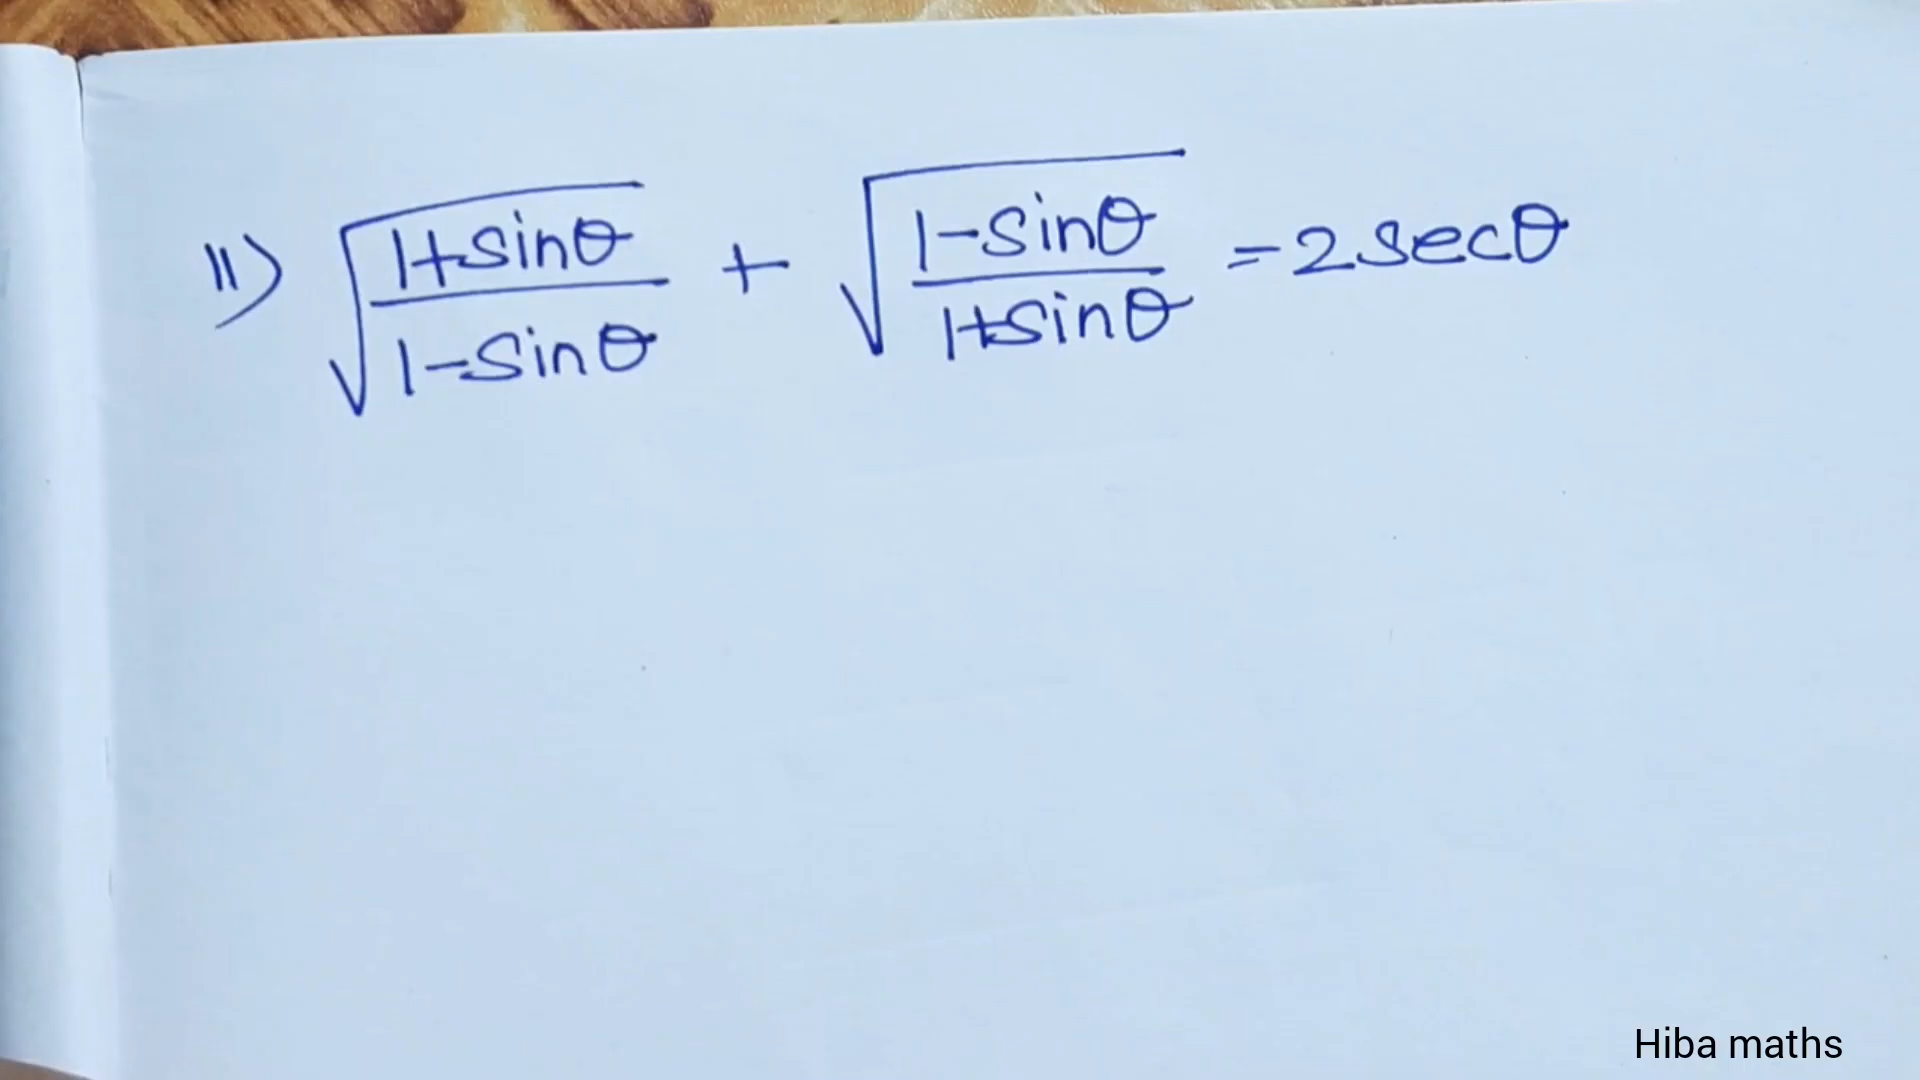 11) √(1+sinθ / 1-sinθ) + √(1-sinθ / 1+sinθ) = 2secθ
Hiba maths